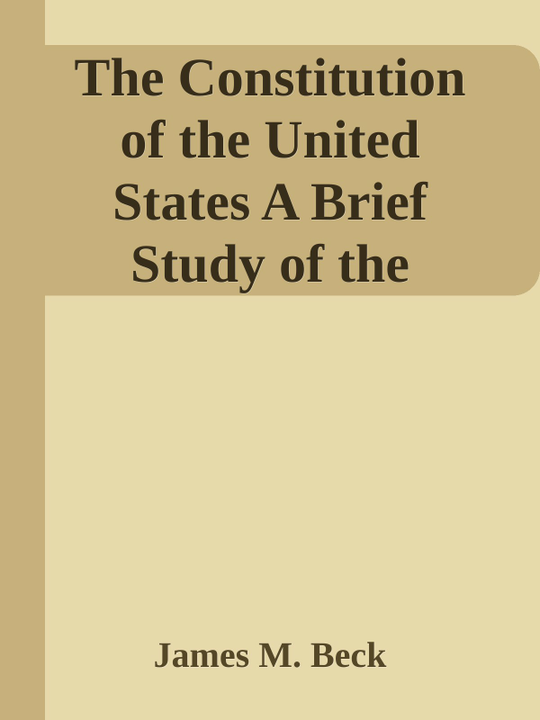 The Constitution
of the United
States A Brief
Study of the
James M. Beck